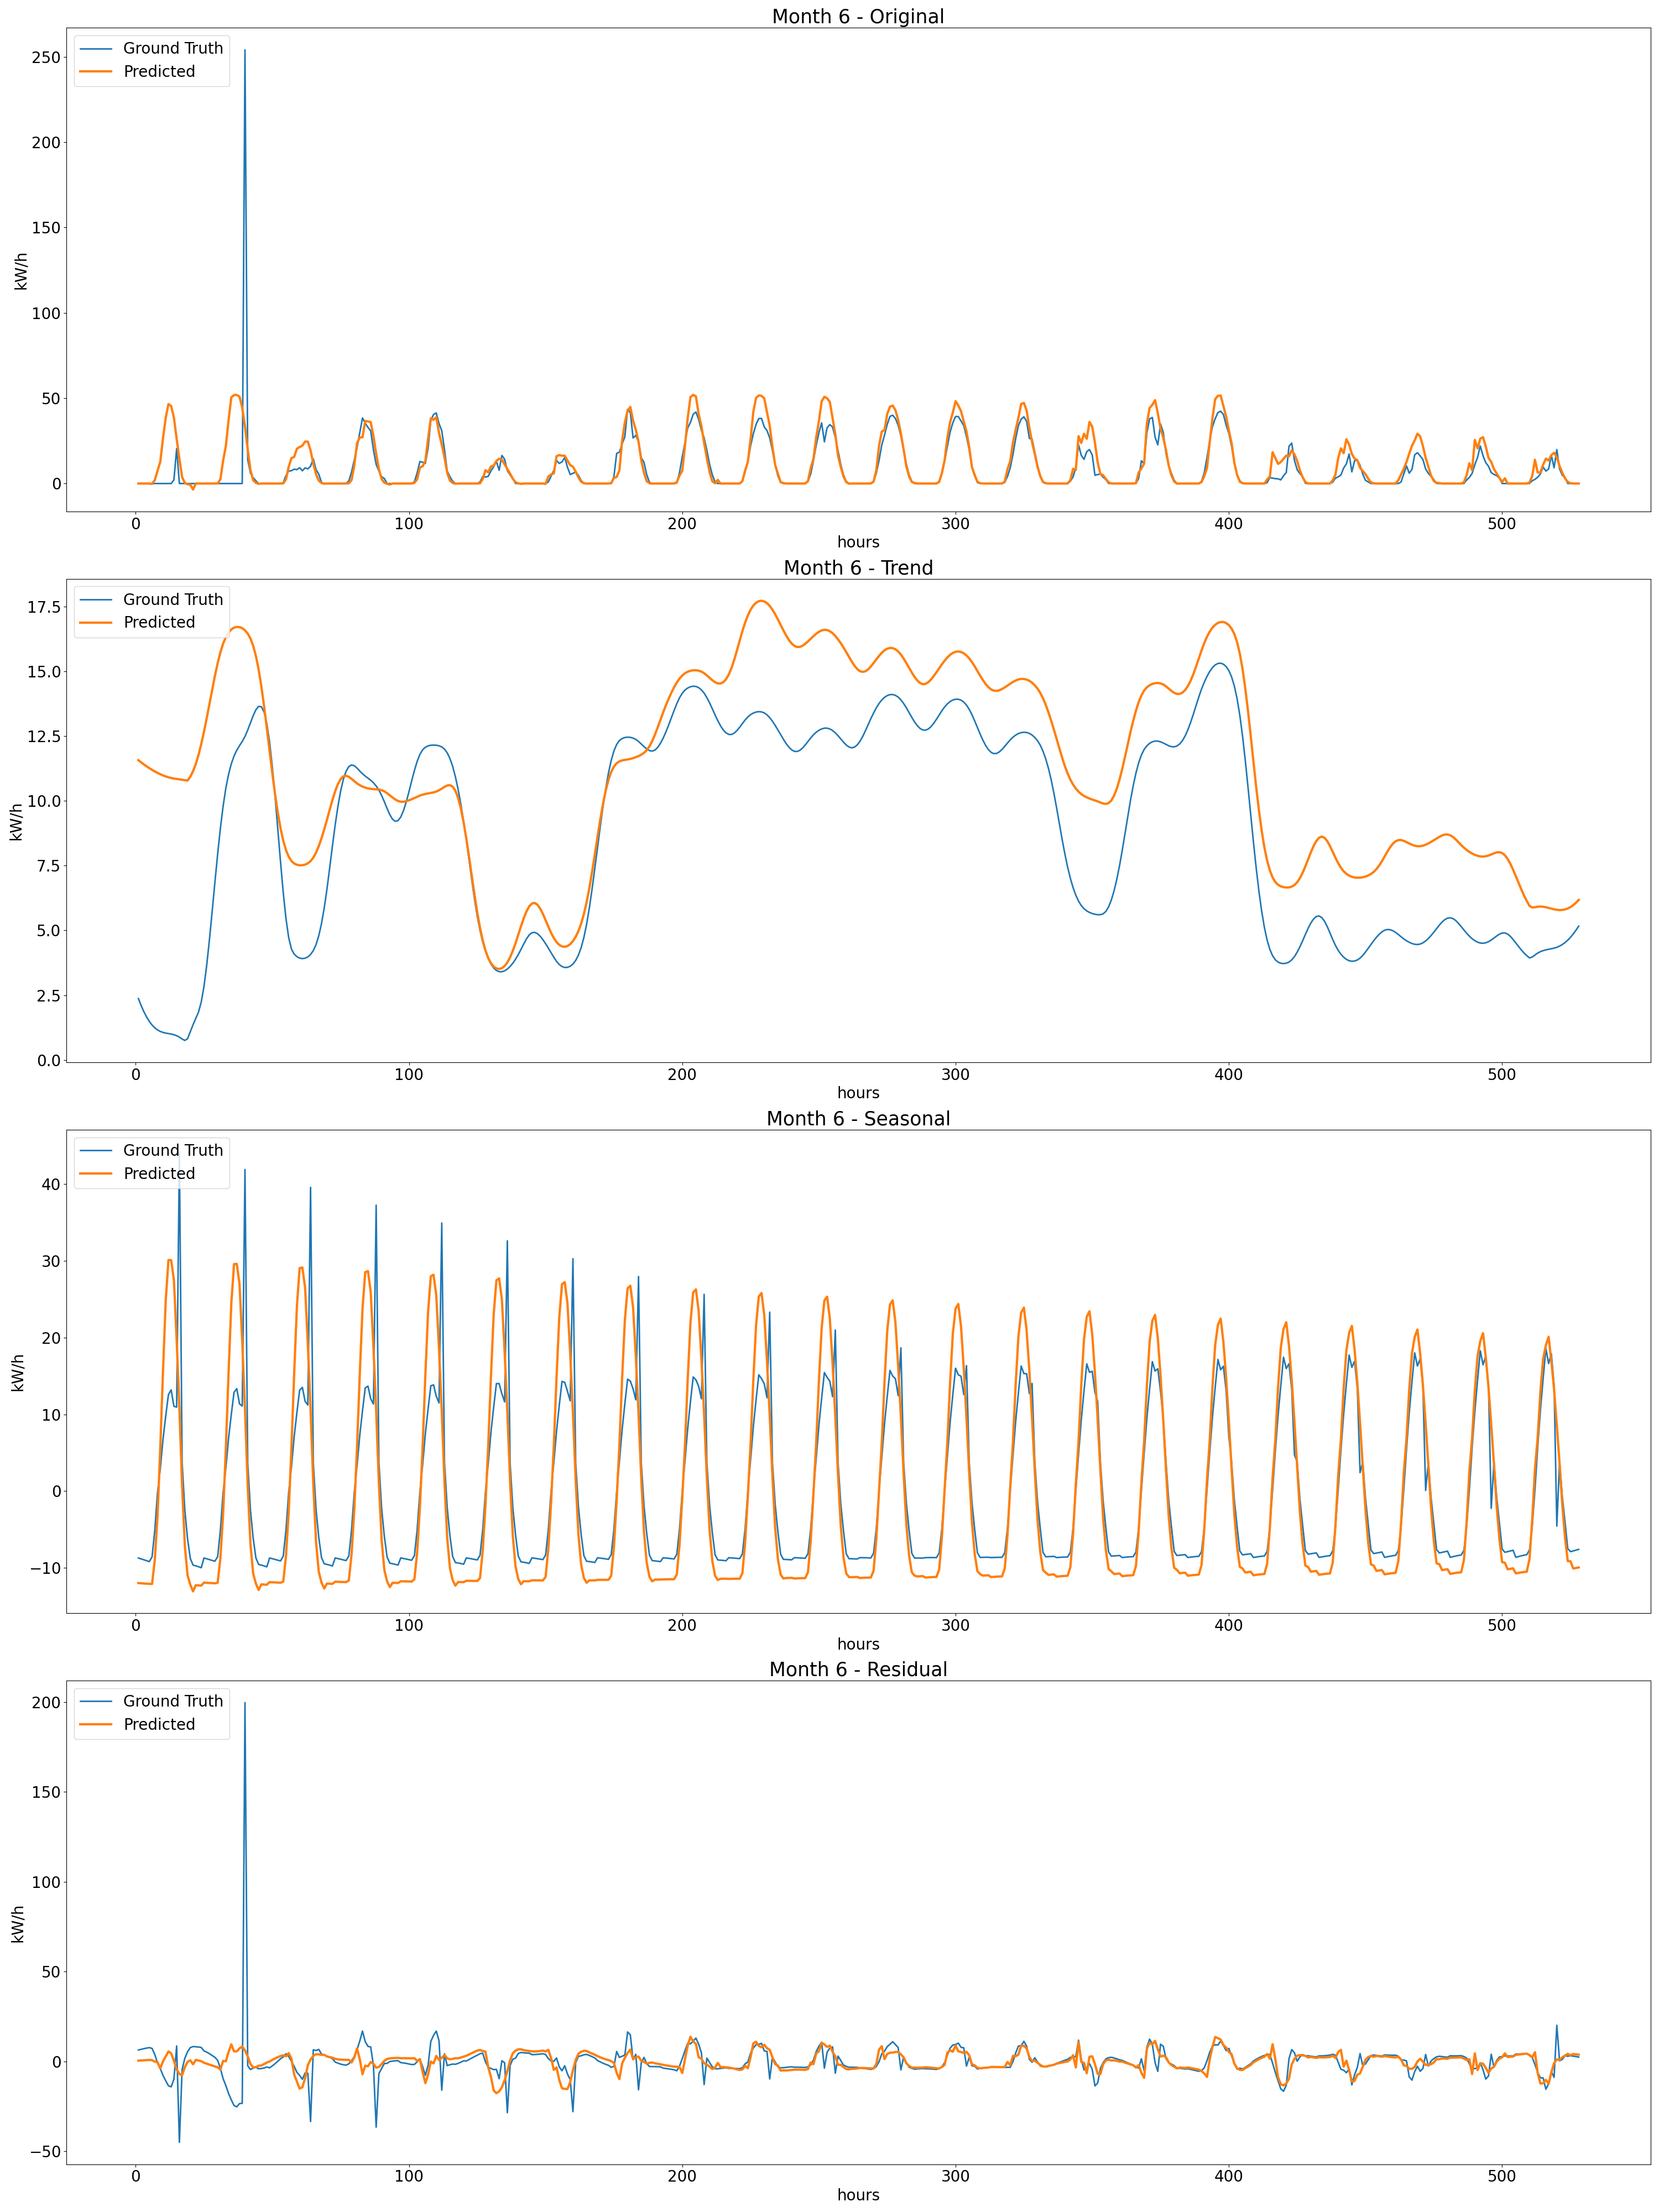 Month 6 - Original
Ground Truth
Predicted
250
200
150
100
50
0
kW/h
0 100 200 300 400 500
hours
Month 6 - Trend
Ground Truth
Predicted
17.5
15.0
12.5
10.0
7.5
5.0
2.5
0.0
kW/h
0 100 200 300 400 500
hours
Month 6 - Seasonal
Ground Truth
Predicted
40
30
20
10
0
−10
kW/h
0 100 200 300 400 500
hours
Month 6 - Residual
Ground Truth
Predicted
200
150
100
50
0
−50
kW/h
0 100 200 300 400 500
hours